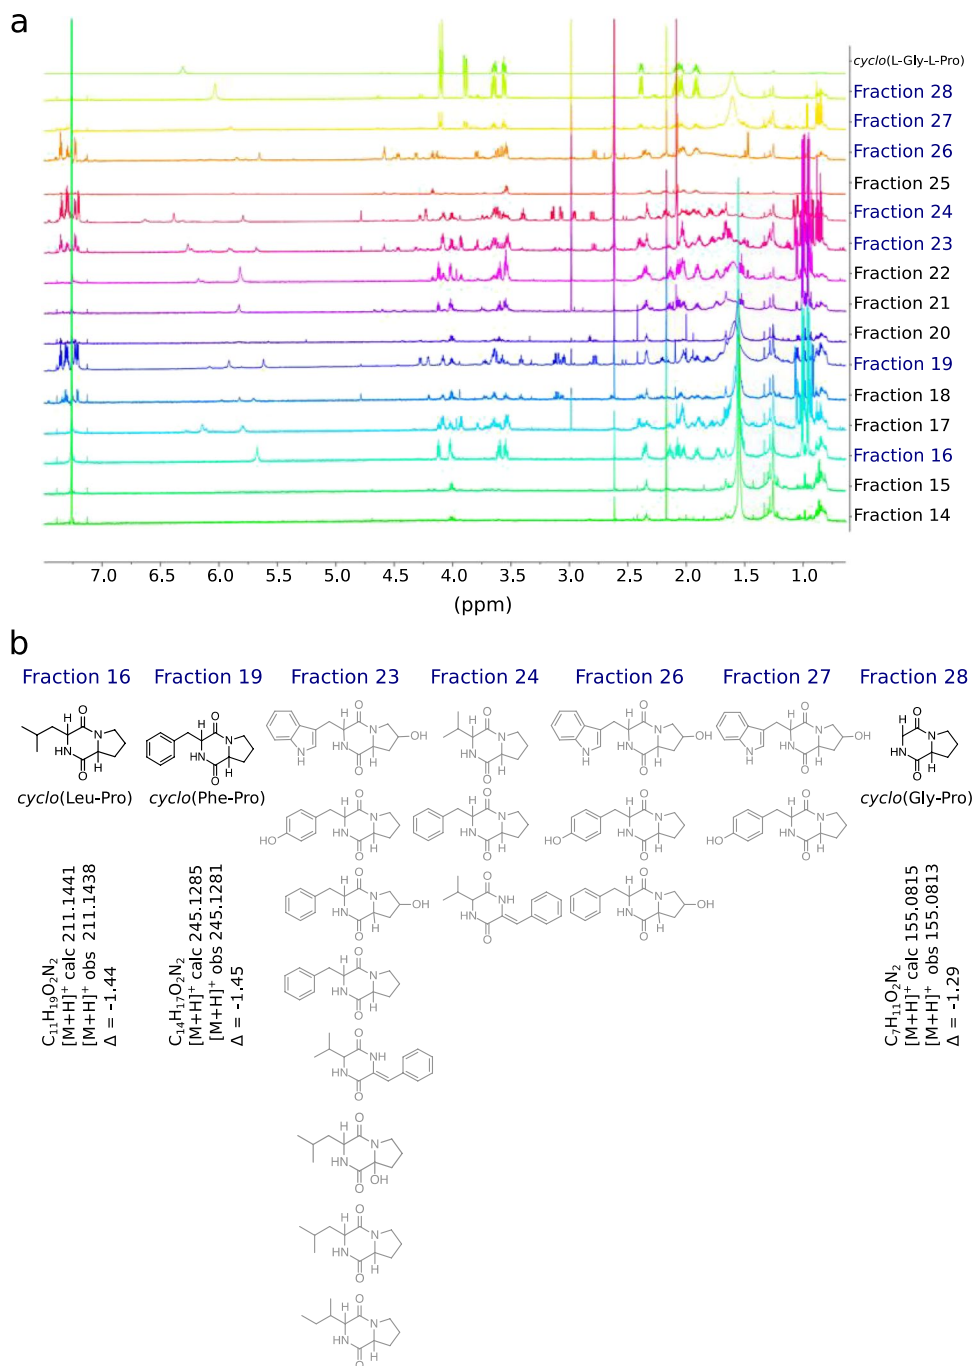 a
cyclo(L-Gly-L-Pro)
Fraction 28
Fraction 27
Fraction 26
Fraction 25
Fraction 24
Fraction 23
Fraction 22
Fraction 21
Fraction 20
Fraction 19
Fraction 18
Fraction 17
Fraction 16
Fraction 15
Fraction 14
7.0 6.5 6.0 5.5 5.0 4.5 4.0 3.5 3.0 2.5 2.0 1.5 1.0
(ppm)
b
Fraction 16 Fraction 19 Fraction 23 Fraction 24 Fraction 26 Fraction 27 Fraction 28
cyclo(Leu-Pro) cyclo(Phe-Pro) cyclo(Gly-Pro)
C₁₁H₁₉O₂N₂
[M+H]⁺ calc 211.1441
[M+H]⁺ obs 211.1438
Δ = -1.44
C₁₄H₁₇O₂N₂
[M+H]⁺ calc 245.1285
[M+H]⁺ obs 245.1281
Δ = -1.45
C₇H₁₁O₂N₂
[M+H]⁺ calc 155.0815
[M+H]⁺ obs 155.0813
Δ = -1.29